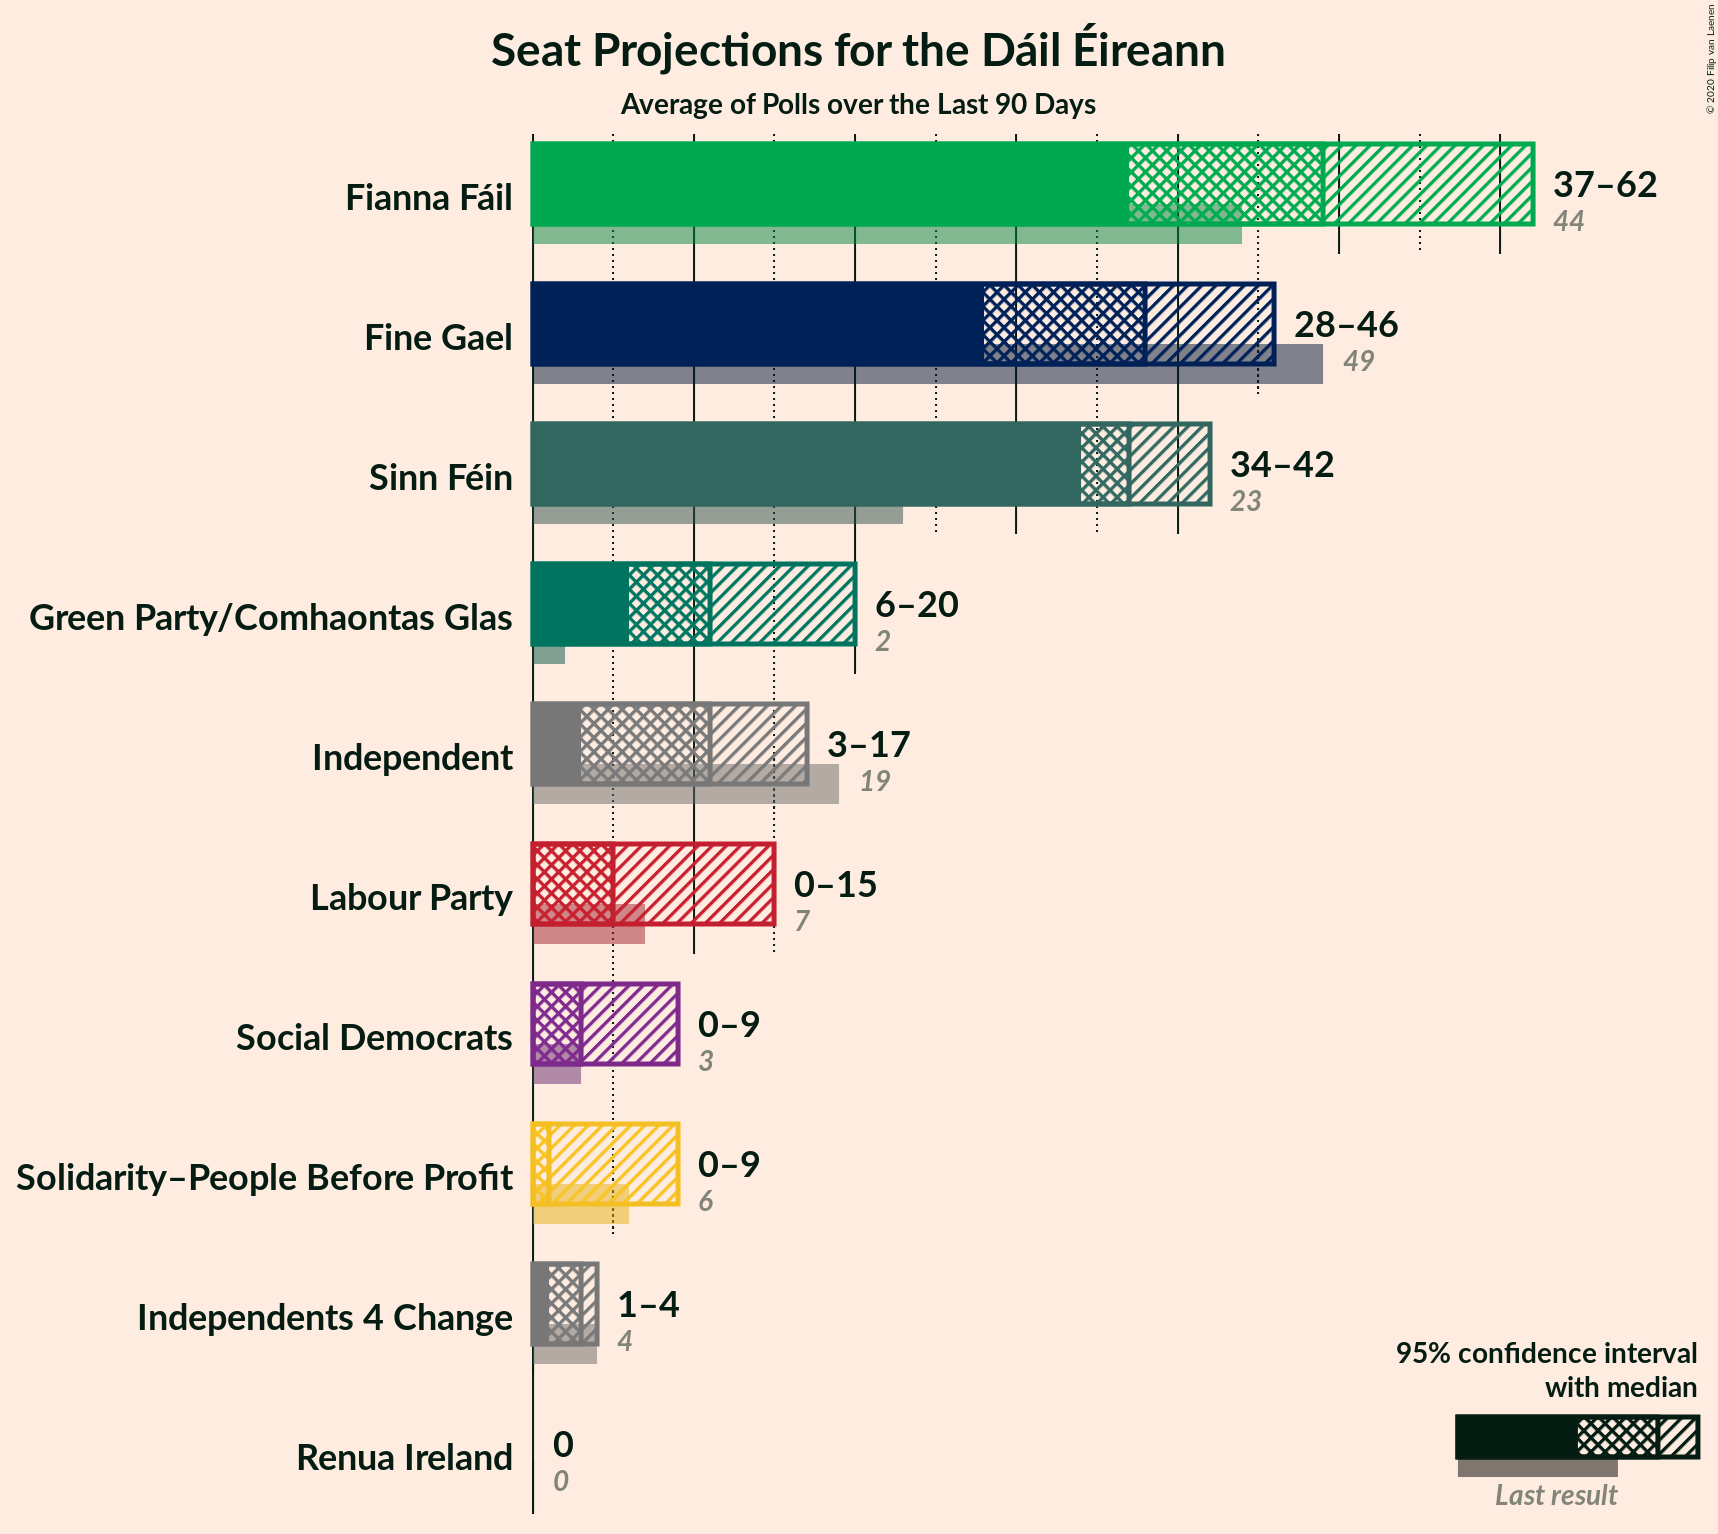 Seat Projections for the Dáil Éireann
Average of Polls over the Last 90 Days
© 2020 Filip van Laenen
Fianna Fáil
37–62
44
Fine Gael
28–46
49
Sinn Féin
34–42
23
Green Party/Comhaontas Glas
6–20
2
Independent
3–17
19
Labour Party
0–15
7
Social Democrats
0–9
3
Solidarity–People Before Profit
0–9
6
Independents 4 Change
1–4
4
Renua Ireland
0
0
95% confidence interval
with median
Last result